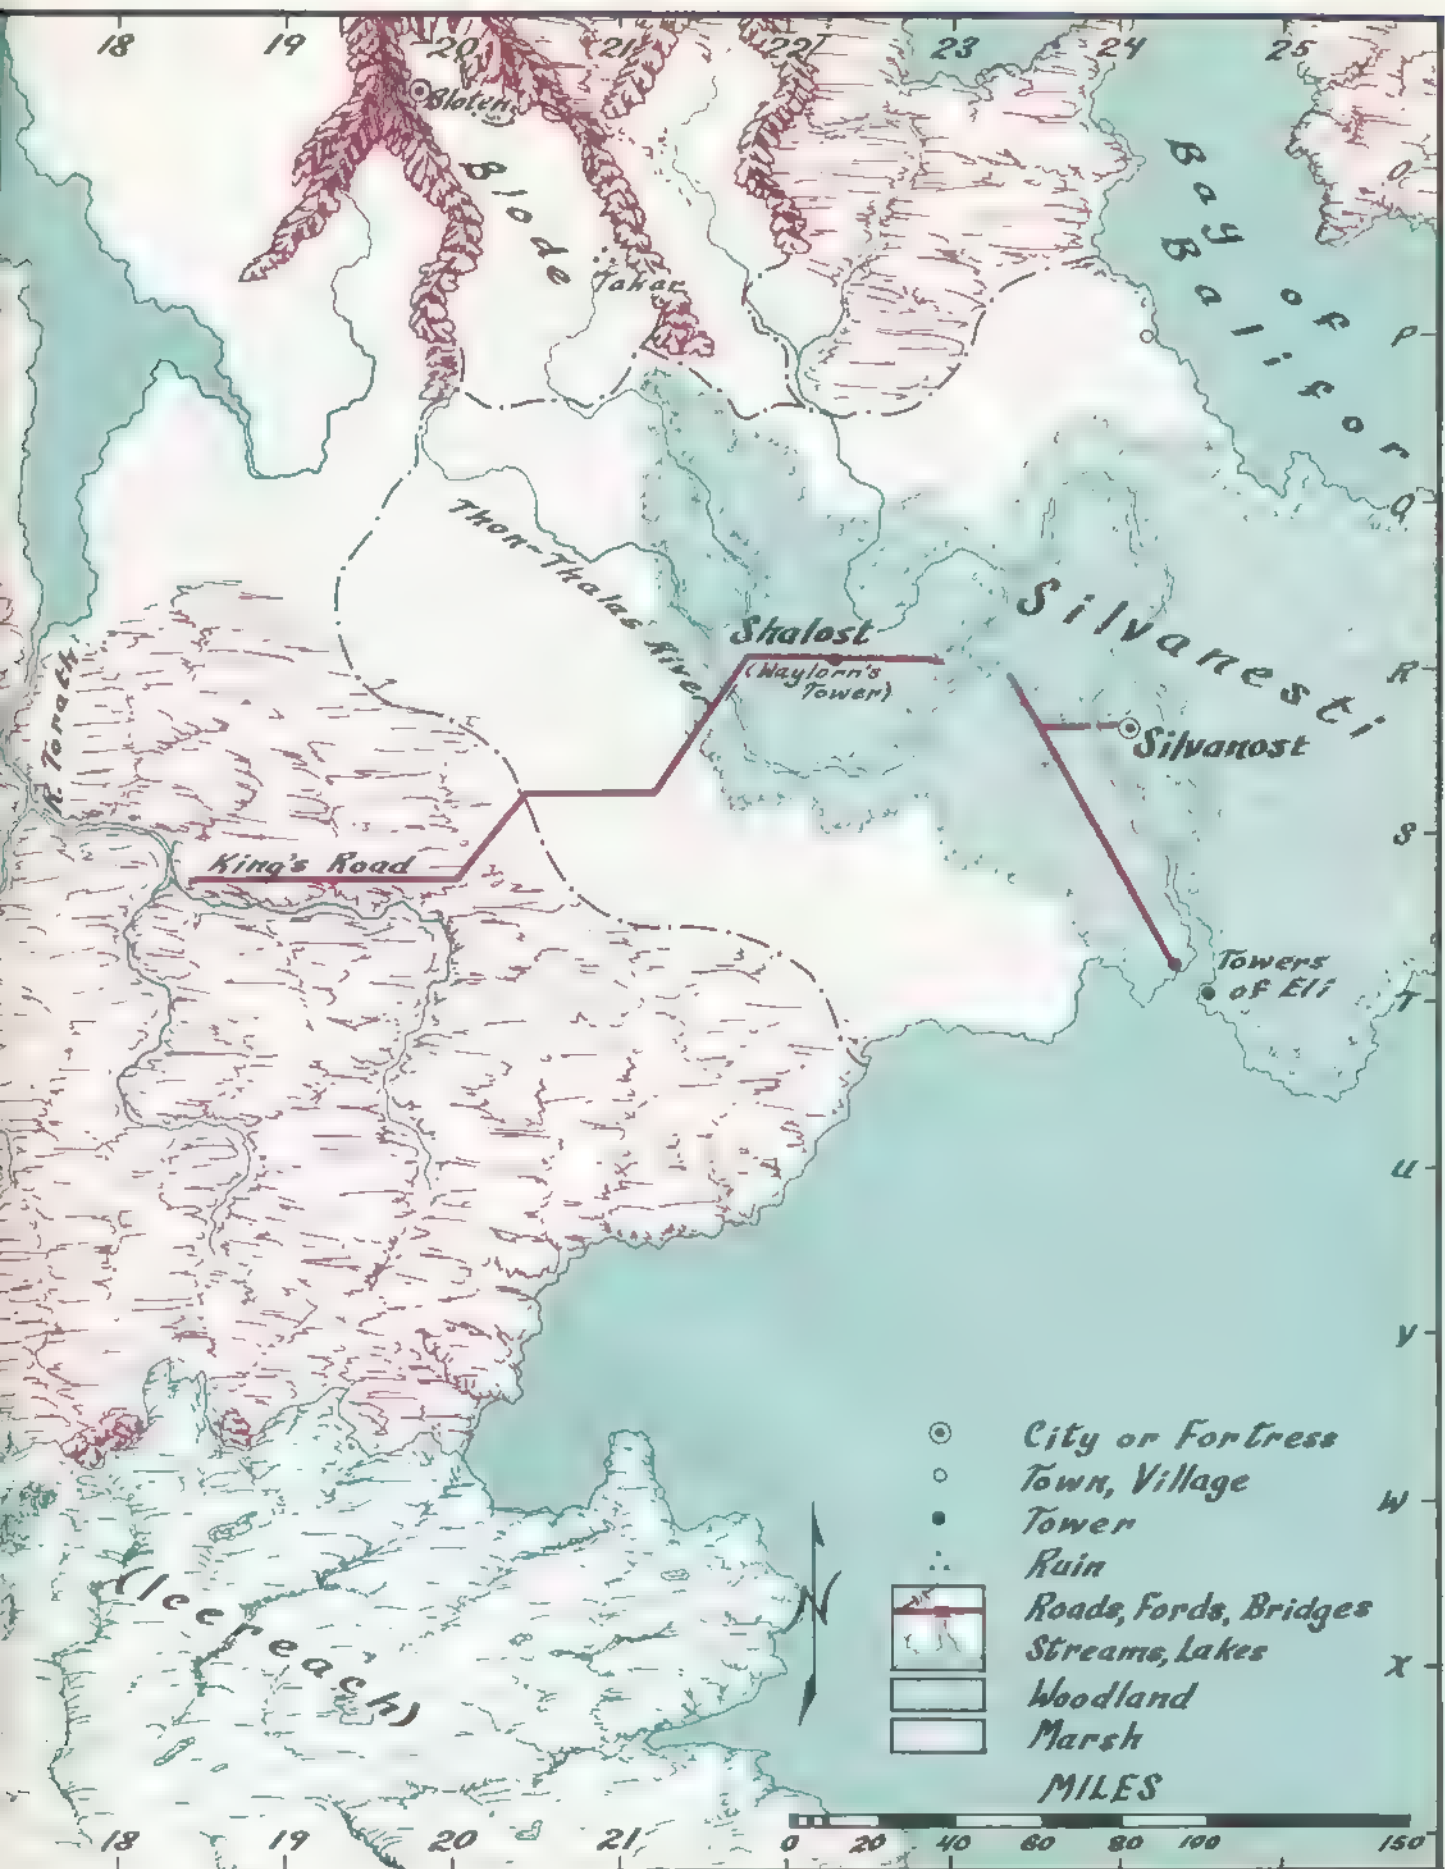 18 19 20 21 22 23 24 25
Bloten
Blode
Takar
Bay of Balifor
O
P
Q
R
S
T
U
V
W
X
Thon-Thalas River
Silvanesti
Shalost
(Waylorn's
Tower)
Silvanost
R. Torath
King's Road
Towers
of Eli
(Icereach)
N
City or Fortress
Town, Village
Tower
Ruin
Roads, Fords, Bridges
Streams, Lakes
Woodland
Marsh
MILES
0 20 40 60 80 100 150
18 19 20 21